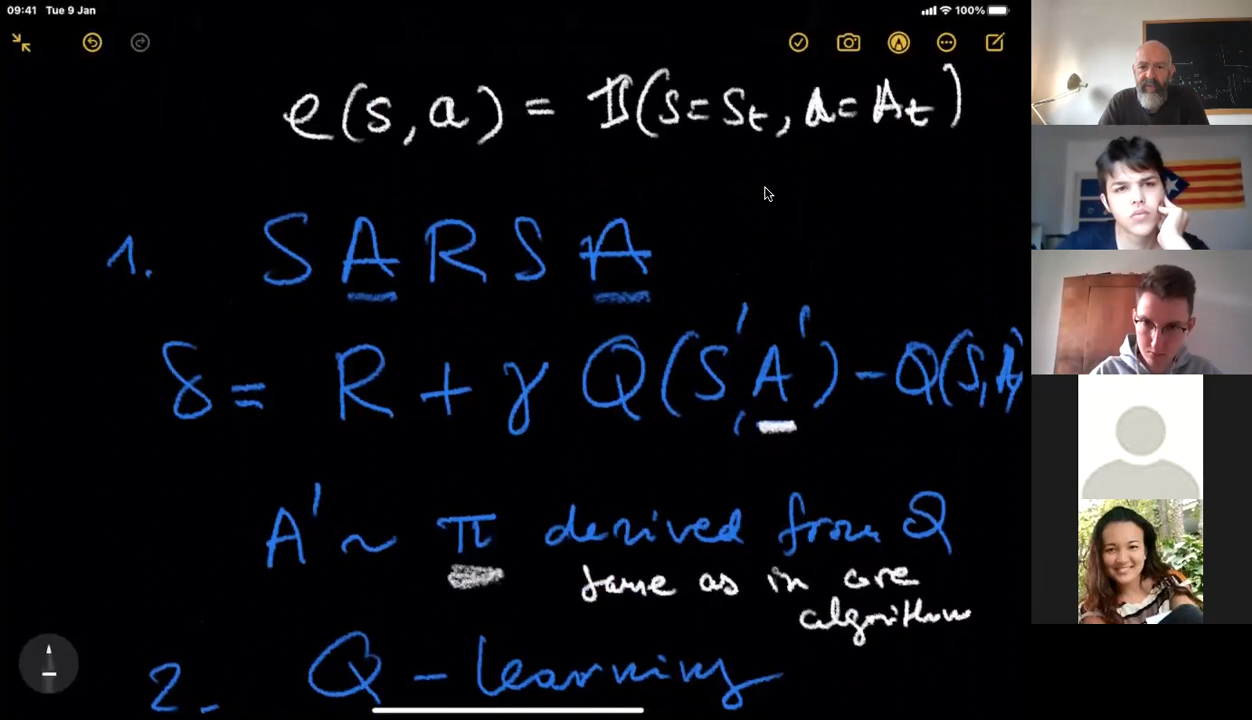 09:41 Tue 9 Jan 100%
e(s, a) = 𝟙(s = Sₜ, a = Aₜ)
1. SARSA
δ = R + γ Q(S', A') - Q(S, A)
A' ~ π derived from Q
same as in core
algorithm
2. Q-learning